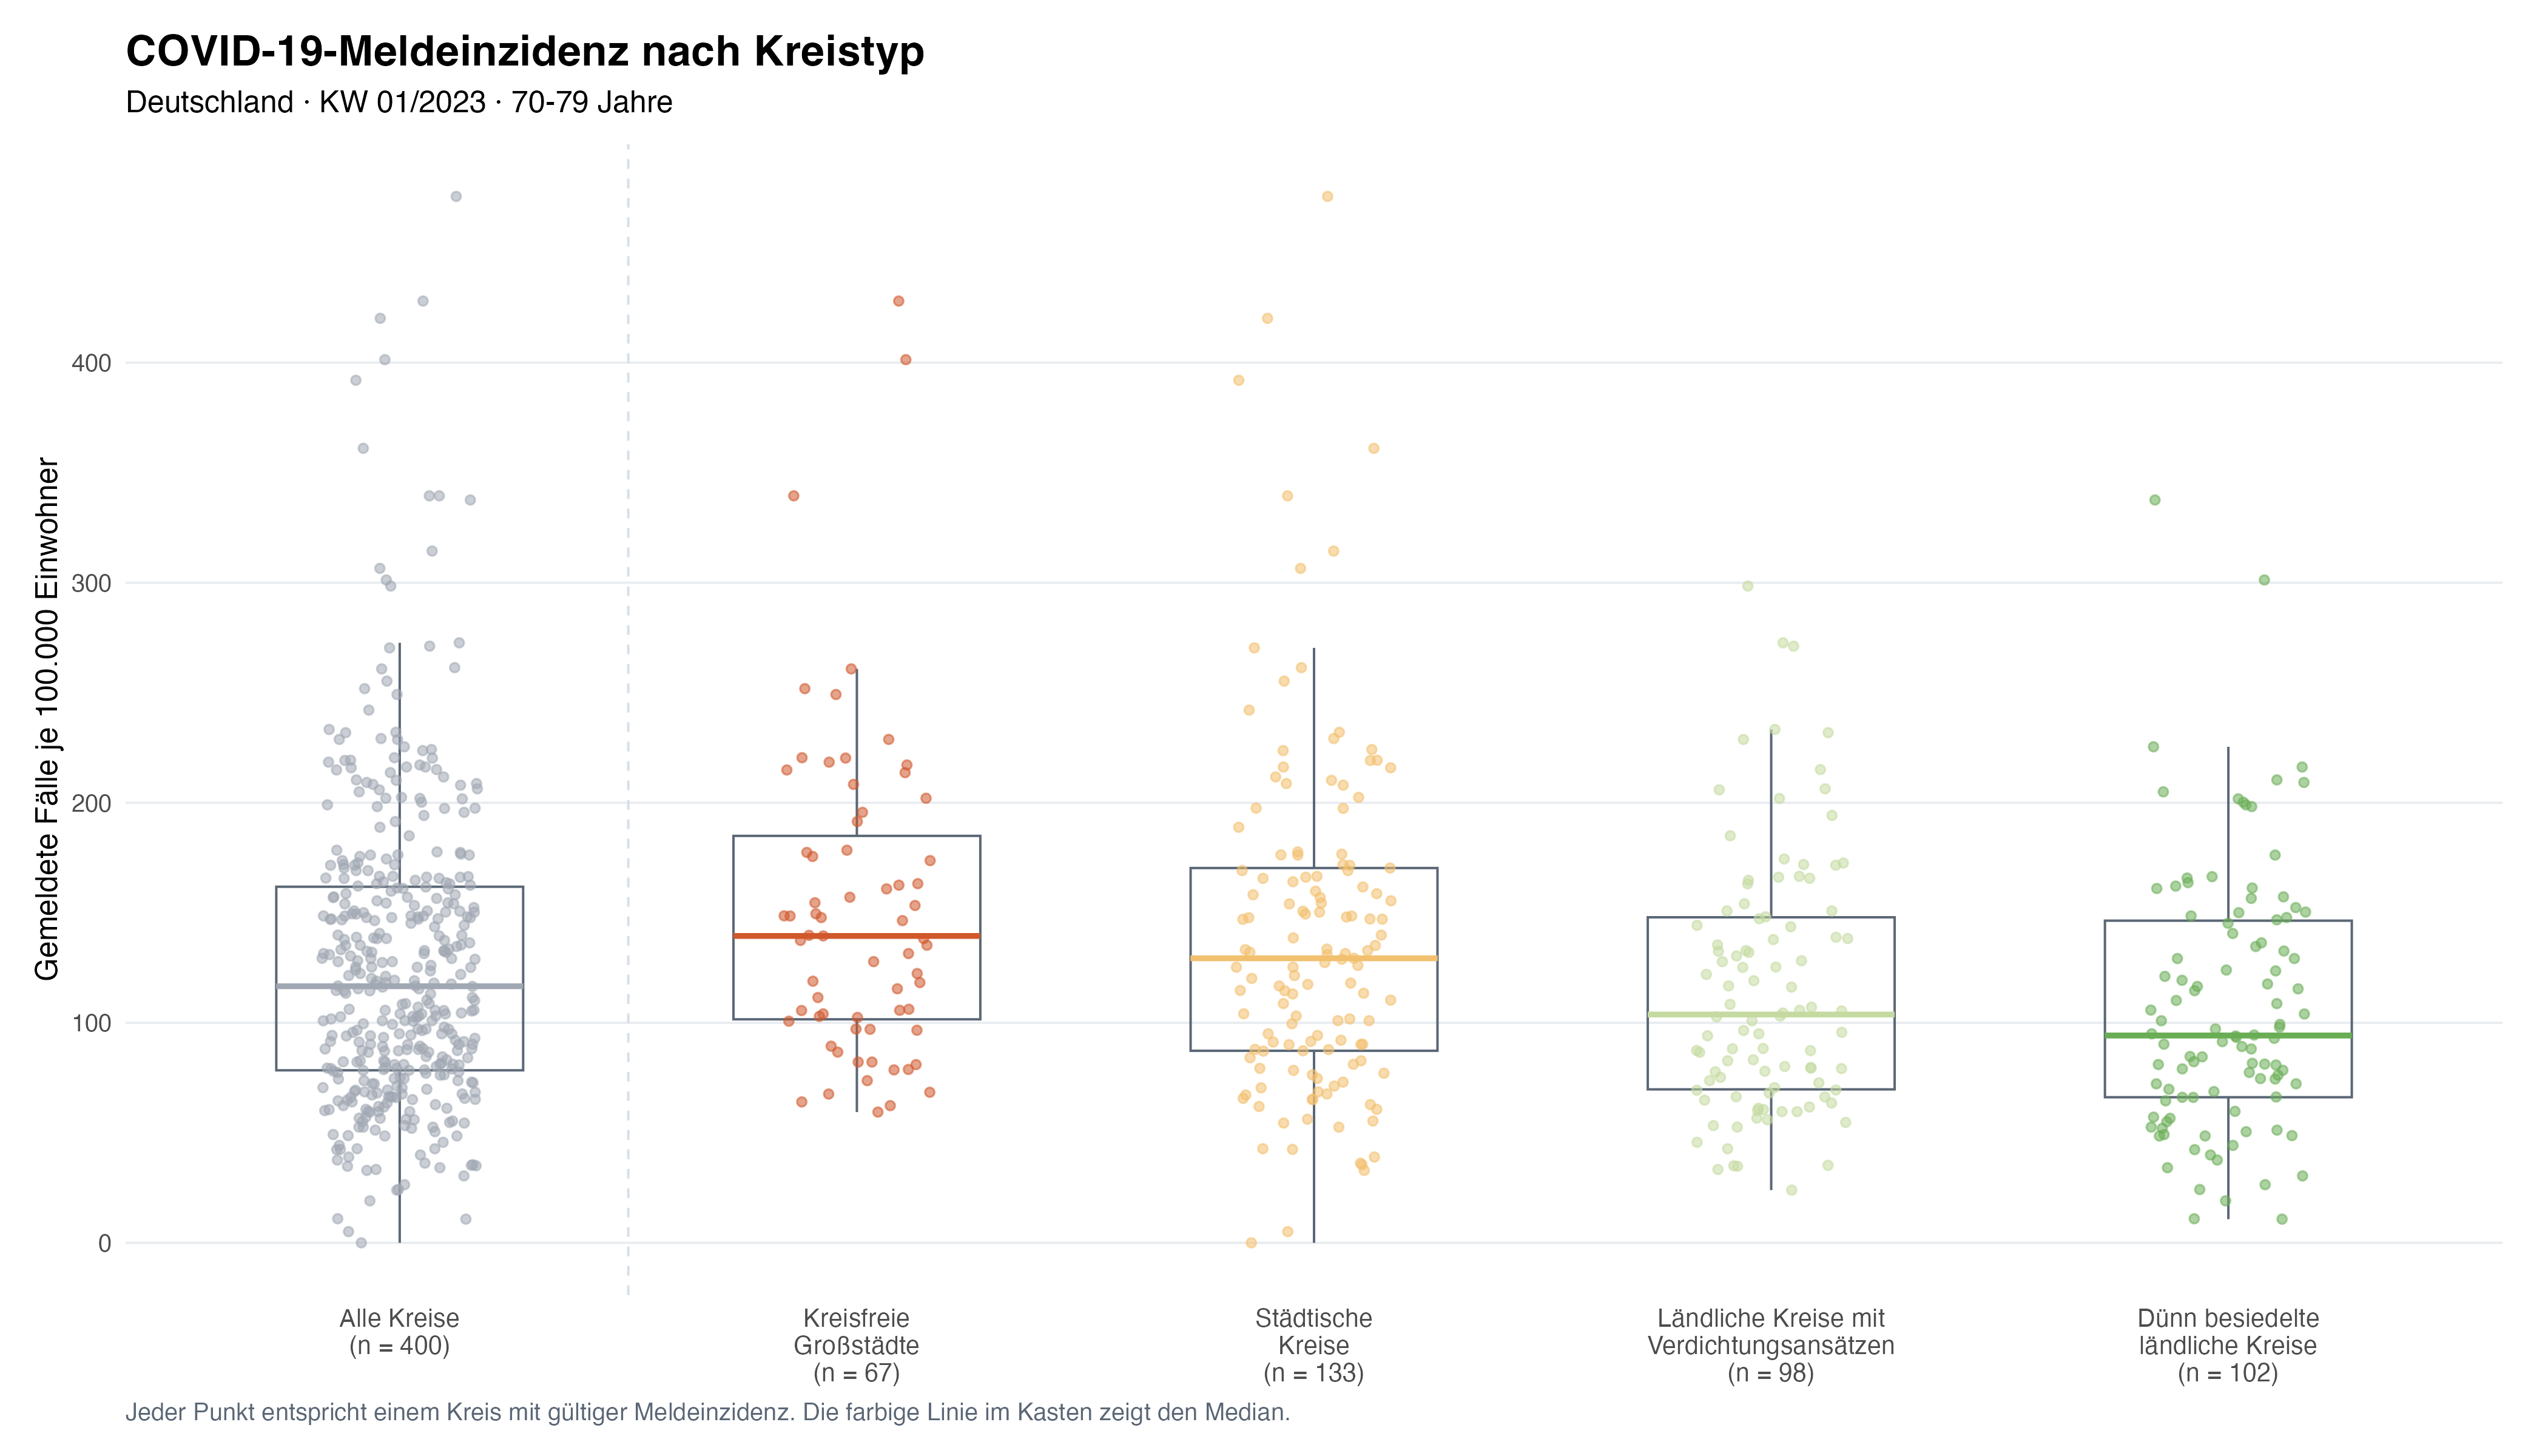 COVID-19-Meldeinzidenz nach Kreistyp
Deutschland · KW 01/2023 · 70-79 Jahre
Gemeldete Fälle je 100.000 Einwohner
400
300
200
100
0
Alle Kreise
(n = 400)
Kreisfreie
Großstädte
(n = 67)
Städtische
Kreise
(n = 133)
Ländliche Kreise mit
Verdichtungsansätzen
(n = 98)
Dünn besiedelte
ländliche Kreise
(n = 102)
Jeder Punkt entspricht einem Kreis mit gültiger Meldeinzidenz. Die farbige Linie im Kasten zeigt den Median.